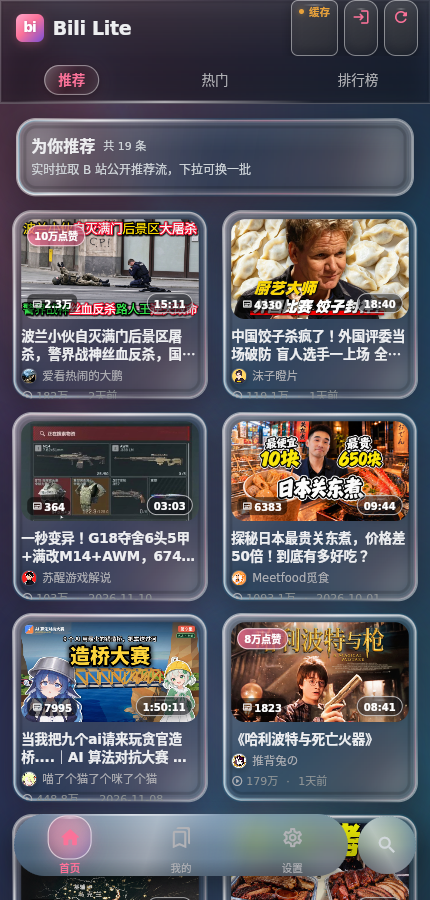 bi Bili Lite
缓存
推荐 热门 排行榜
为你推荐 共 19 条
实时拉取 B 站公开推荐流，下拉可换一批
10万点赞
灭满门后景区大屠杀
2.3万 15:11
波兰小伙自灭满门后景区屠
杀，警界战神丝血反杀，国…
爱看热闹的大鹏
厨艺大师
4330 18:40
中国饺子杀疯了！外国评委当
场破防 盲人选手一上场 全…
沫子瞪片
364 03:03
一秒变异！G18夺舍6头5甲
+满改M14+AWM，674…
苏醒游戏解说
最便宜 最贵
10块 650块
日本关东煮
6383 09:44
探秘日本最贵关东煮，价格差
50倍！到底有多好吃？
Meetfood觅食
造桥大赛
7995 1:50:11
当我把九个ai请来玩贪官造
桥....｜AI 算法对抗大赛 …
喵了个猫了个咪了个猫
8万点赞
利波特与枪
1823 08:41
《哈利波特与死亡火器》
推背兔の
179万 · 1天前
首页 我的 设置